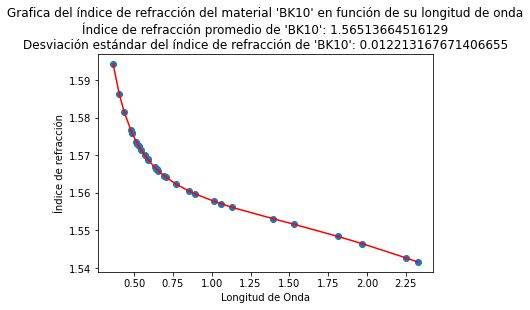 Grafica del índice de refracción del material 'BK10' en función de su longitud de onda
Índice de refracción promedio de 'BK10': 1.56513664516129
Desviación estándar del índice de refracción de 'BK10': 0.012213167671406655
1.59
1.58
1.57
1.56
1.55
1.54
Índice de refracción
0.50 0.75 1.00 1.25 1.50 1.75 2.00 2.25
Longitud de Onda